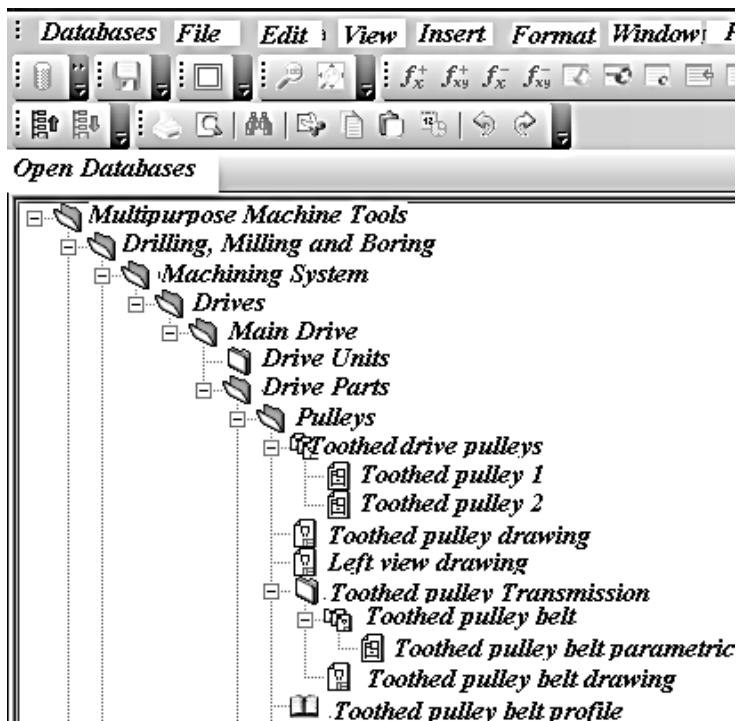 Databases File Edit View Insert Format Window
Open Databases
Multipurpose Machine Tools
Drilling, Milling and Boring
Machining System
Drives
Main Drive
Drive Units
Drive Parts
Pulleys
Toothed drive pulleys
Toothed pulley 1
Toothed pulley 2
Toothed pulley drawing
Left view drawing
Toothed pulley Transmission
Toothed pulley belt
Toothed pulley belt parametric
Toothed pulley belt drawing
Toothed pulley belt profile